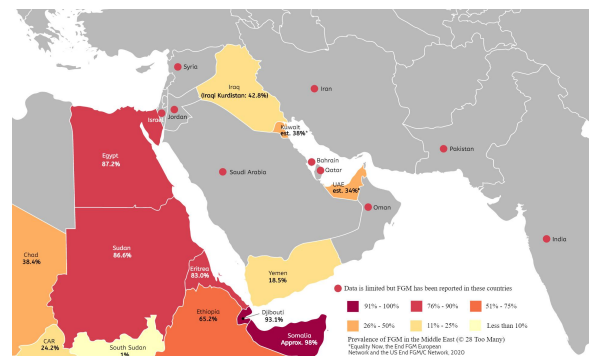 Syria
Iran
Iraq
(Iraqi Kurdistan: 42.8%)
Israel
Jordan
Kuwait
est. 38%*
Egypt
87.2%
Pakistan
Bahrain
Qatar
Saudi Arabia
UAE
est. 34%*
Oman
India
Chad
38.4%
Sudan
86.6%
Eritrea
83.0%
Yemen
18.5%
Ethiopia
65.2%
Djibouti
93.1%
Somalia
Approx. 98%
CAR
24.2%
South Sudan
1%
Data is limited but FGM has been reported in these countries
91% - 100%
76% - 90%
51% - 75%
26% - 50%
11% - 25%
Less than 10%
Prevalence of FGM in the Middle East (© 28 Too Many)
*Equality Now, the End FGM European
Network and the US End FGM/C Network, 2020